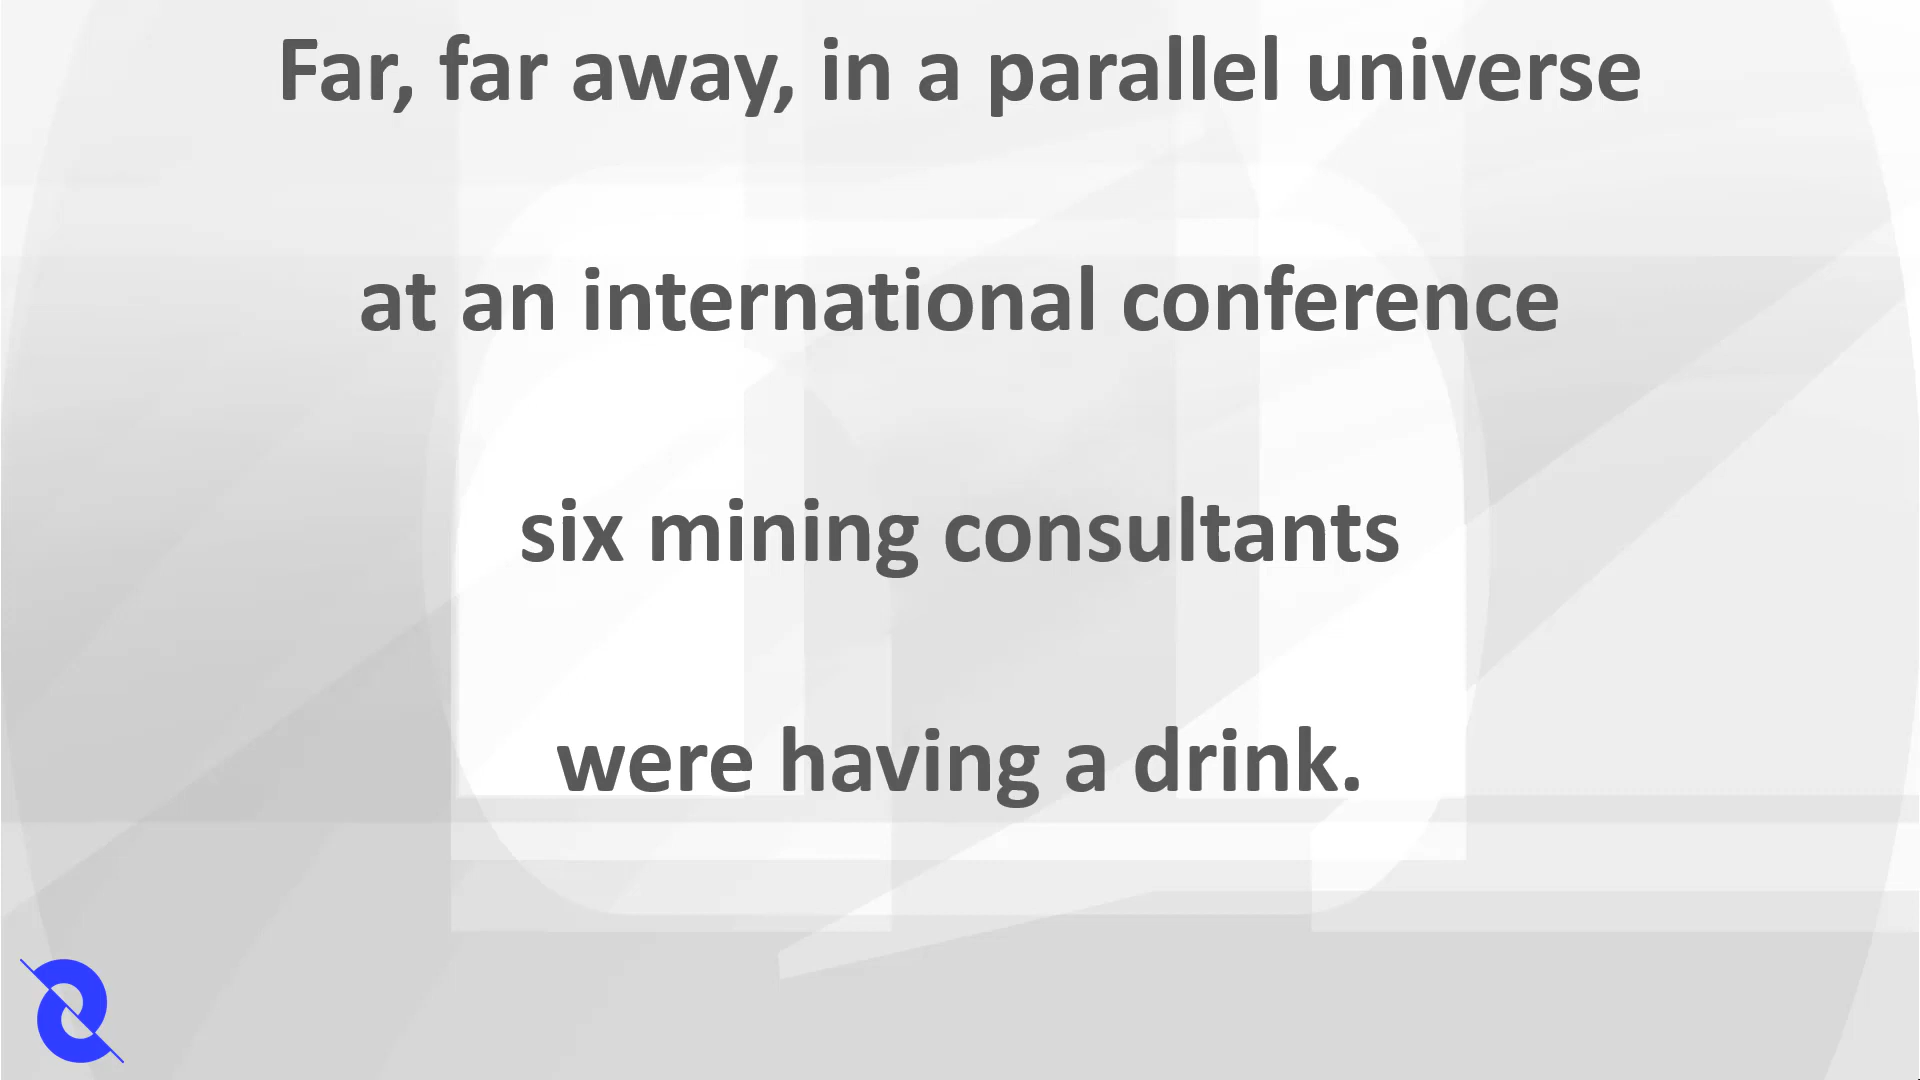 Far, far away, in a parallel universe
at an international conference
six mining consultants
were having a drink.